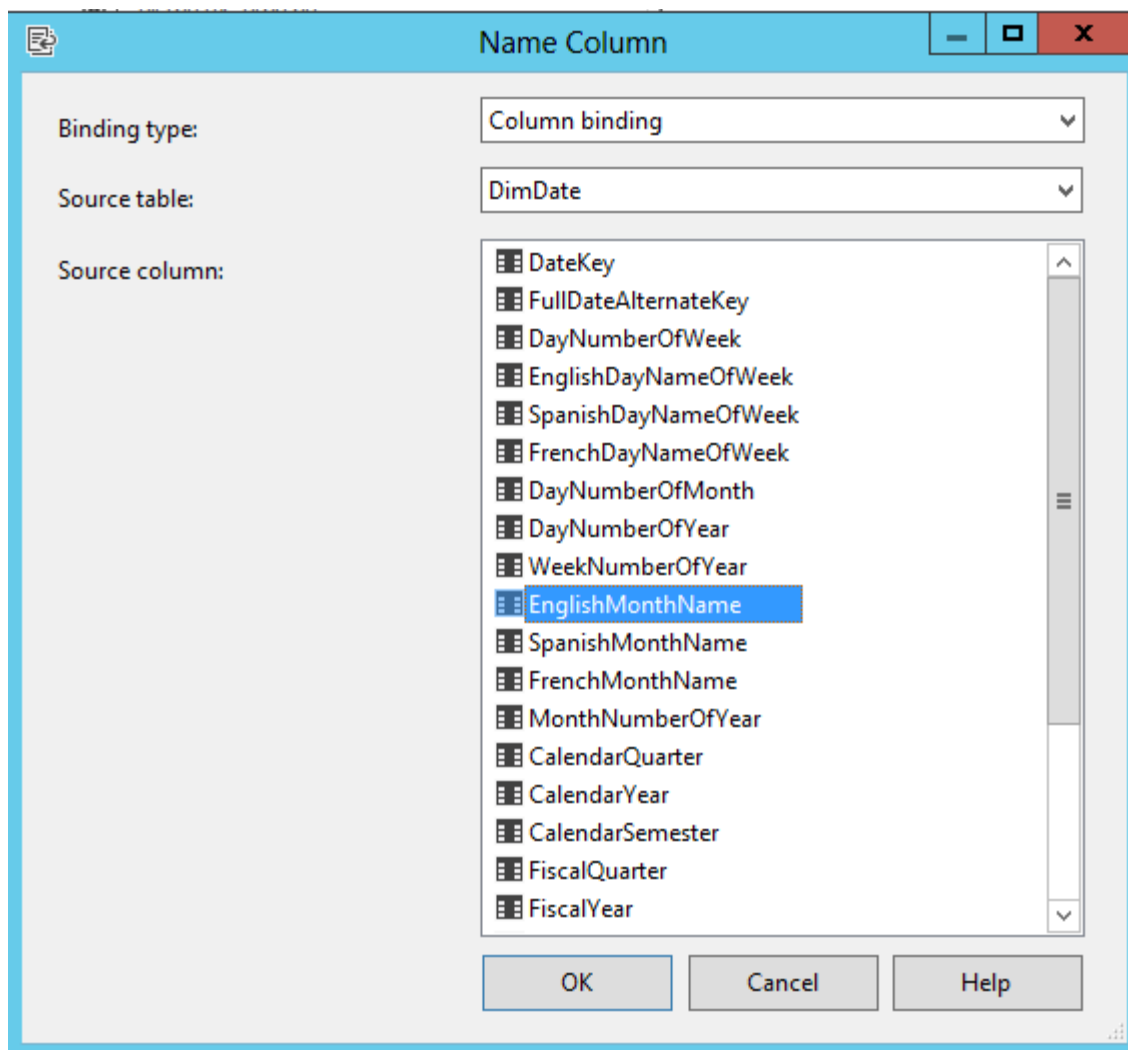 Name Column
Binding type:
Column binding
Source table:
DimDate
Source column:
DateKey
FullDateAlternateKey
DayNumberOfWeek
EnglishDayNameOfWeek
SpanishDayNameOfWeek
FrenchDayNameOfWeek
DayNumberOfMonth
DayNumberOfYear
WeekNumberOfYear
EnglishMonthName
SpanishMonthName
FrenchMonthName
MonthNumberOfYear
CalendarQuarter
CalendarYear
CalendarSemester
FiscalQuarter
FiscalYear
OK
Cancel
Help